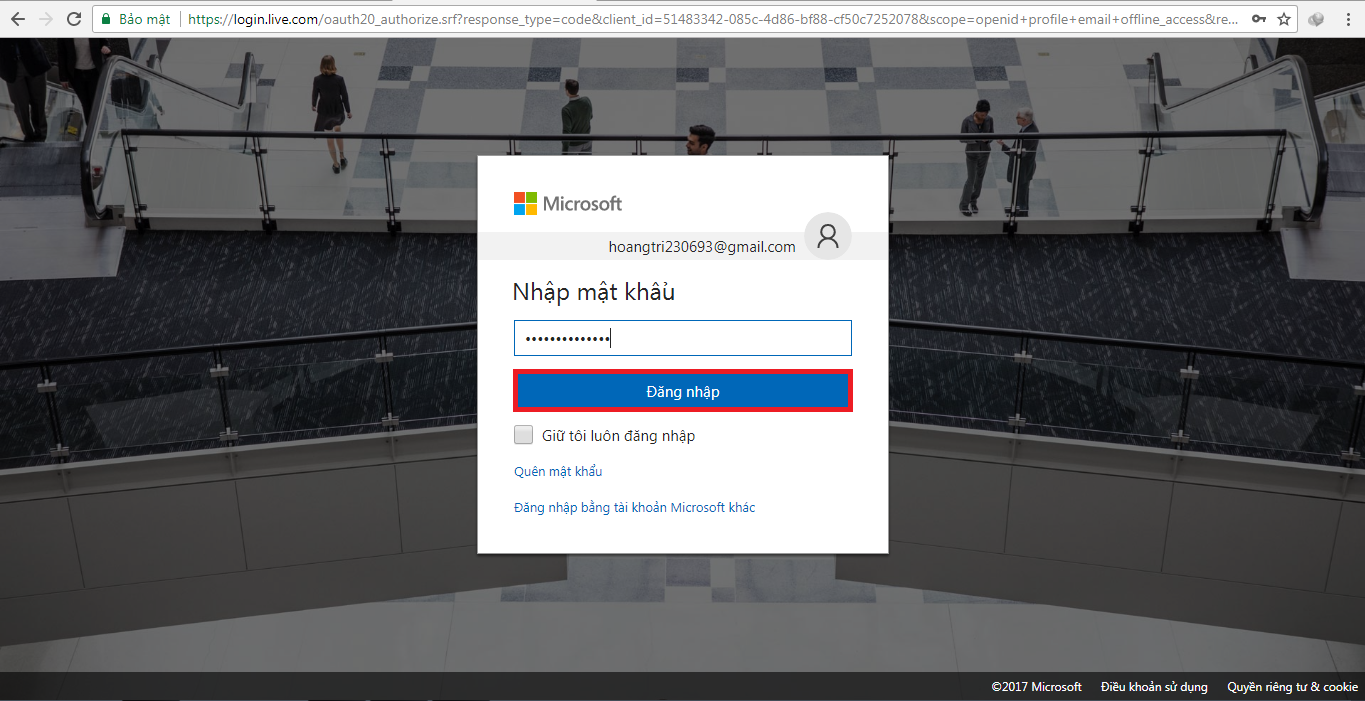 Bảo mật
https://login.live.com/oauth20_authorize.srf?response_type=code&client_id=51483342-085c-4d86-bf88-cf50c7252078&scope=openid+profile+email+offline_access&re...
Microsoft
hoangtri230693@gmail.com
Nhập mật khẩu
••••••••••••••
Đăng nhập
Giữ tôi luôn đăng nhập
Quên mật khẩu
Đăng nhập bằng tài khoản Microsoft khác
©2017 Microsoft Điều khoản sử dụng Quyền riêng tư & cookie